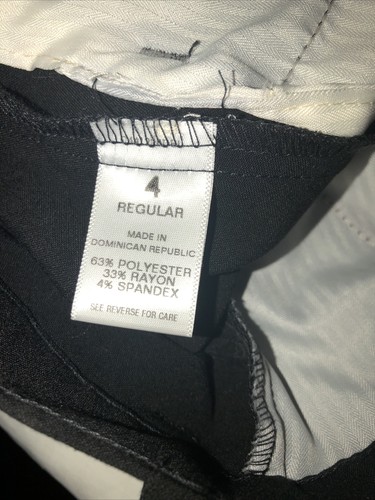 4
REGULAR
MADE IN
DOMINICAN REPUBLIC
63% POLYESTER
33% RAYON
4% SPANDEX
SEE REVERSE FOR CARE